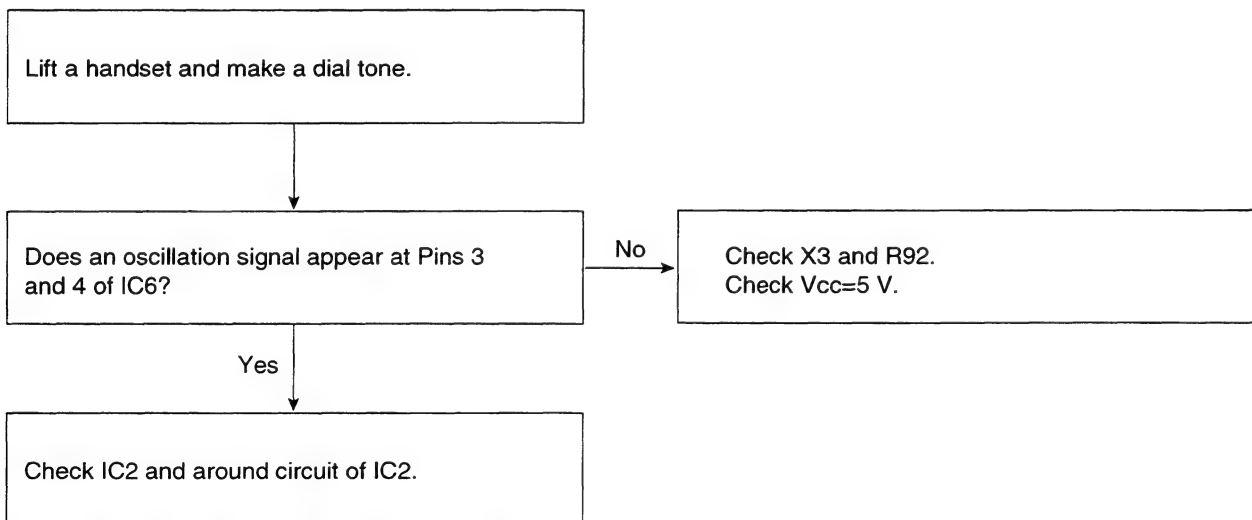 Lift a handset and make a dial tone.
Does an oscillation signal appear at Pins 3
and 4 of IC6?
No
Check X3 and R92.
Check Vcc=5 V.
Yes
Check IC2 and around circuit of IC2.